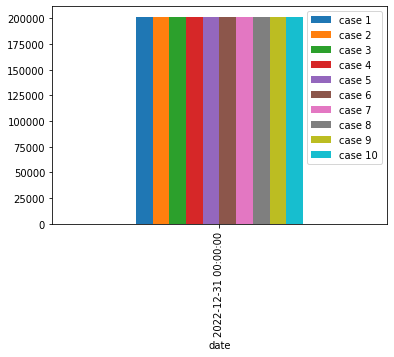 200000
175000
150000
125000
100000
75000
50000
25000
0
case 1
case 2
case 3
case 4
case 5
case 6
case 7
case 8
case 9
case 10
2022-12-31 00:00:00
date